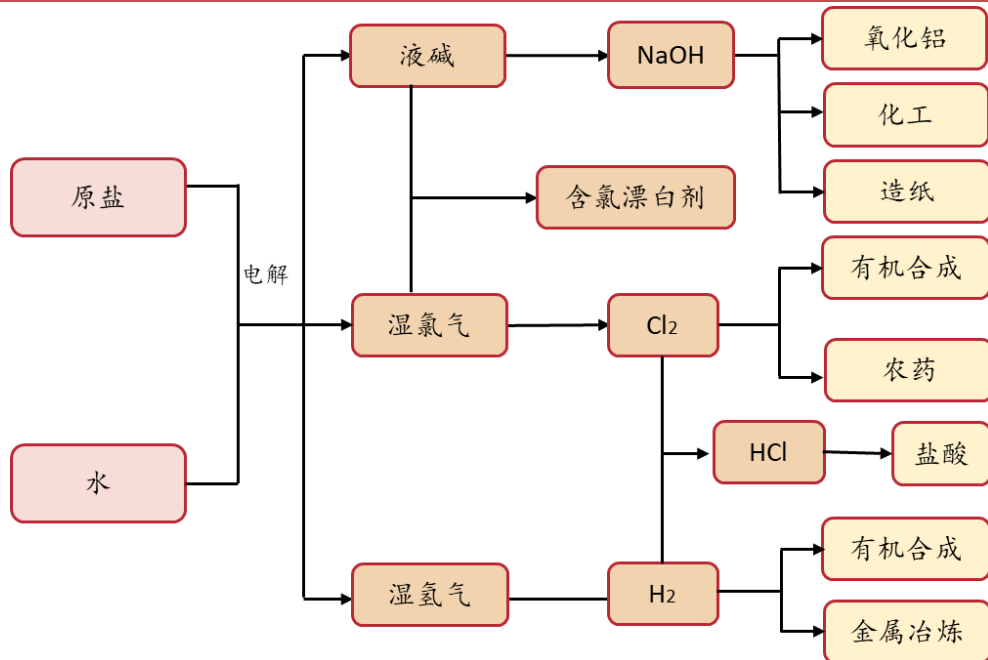 氧化铝
液碱
NaOH
化工
原盐
含氯漂白剂
造纸
电解
有机合成
湿氯气
Cl₂
农药
HCl
盐酸
水
有机合成
湿氢气
H₂
金属冶炼